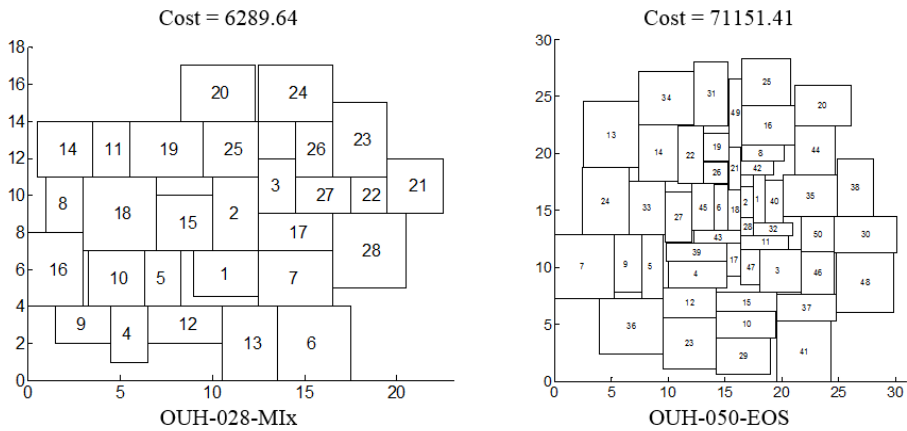 Cost = 6289.64
18
16
14
12
10
8
6
4
2
0
0 5 10 15 20
20 24
14 11 19 25 26 23
3 21
8 18 15 2 27 22
17 28
16 10 5 1 7
9 4 12 13 6
OUH-028-MIx
Cost = 71151.41
30
25
20
15
10
5
0
0 5 10 15 20 25 30
34 31 49 25 20
13 14 22 19 16 44
26 21 8 42
24 33 27 45 6 18 2 1 40 35 38
43 28 32 11 50 30
7 9 5 39 4 17 47 3 46 48
36 12 15 37
23 10 29 41
OUH-050-EOS